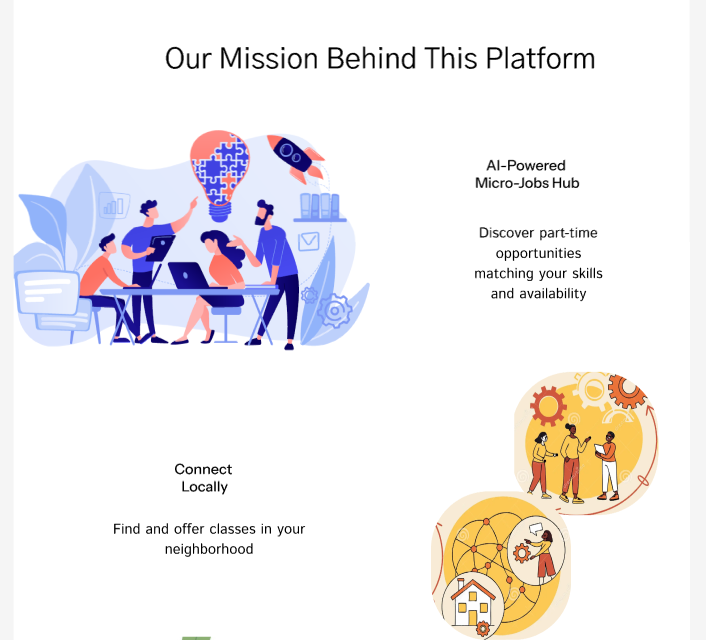 Our Mission Behind This Platform
AI-Powered
Micro-Jobs Hub
Discover part-time
opportunities
matching your skills
and availability
Connect
Locally
Find and offer classes in your
neighborhood